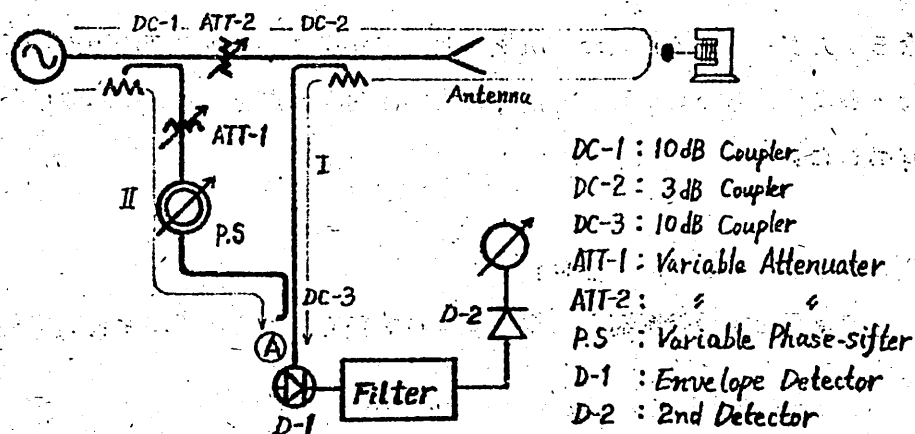 DC-1 ATT-2 DC-2
Antenna
ATT-1
I
II
P.S
DC-3
A
D-2
Filter
D-1
DC-1 : 10dB Coupler
DC-2 : 3dB Coupler
DC-3 : 10dB Coupler
ATT-1 : Variable Attenuater
ATT-2 : 〃 〃
P.S : Variable Phase-sifter
D-1 : Envelope Detector
D-2 : 2nd Detector